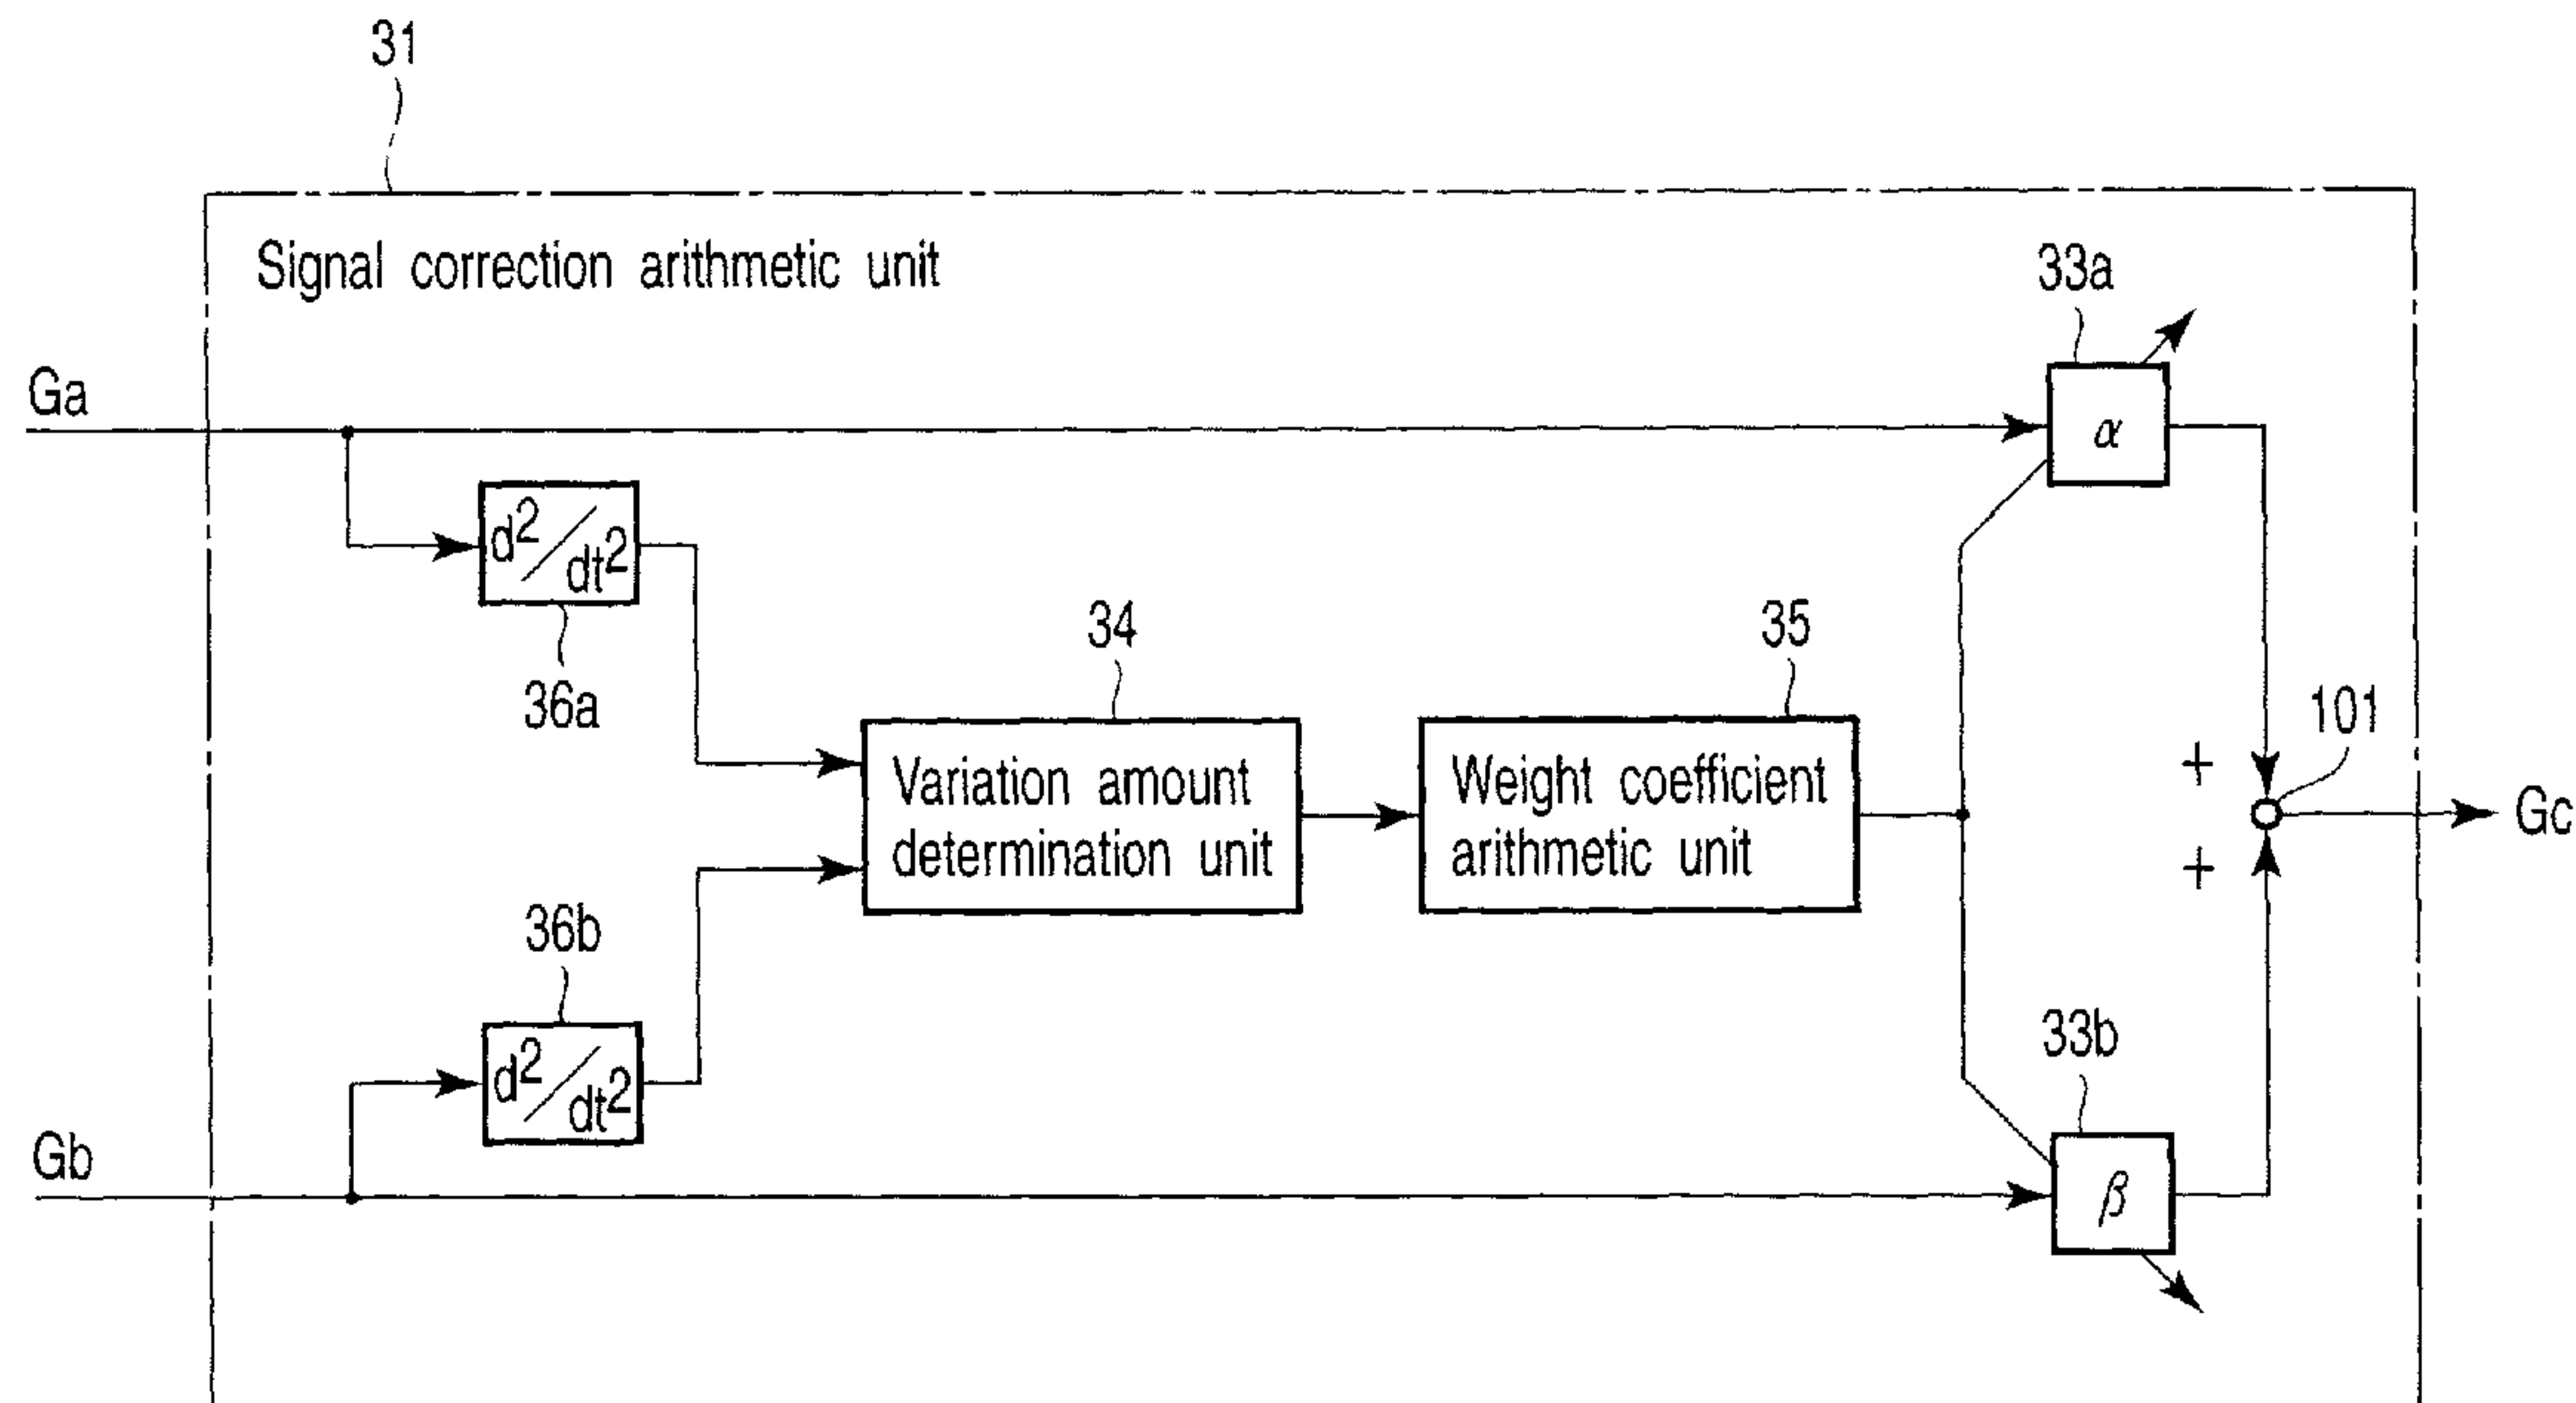 31
Signal correction arithmetic unit
33a
Ga
α
d2/dt2
36a
34
35
101
Variation amount
determination unit
Weight coefficient
arithmetic unit
+
+
Gc
36b
d2/dt2
33b
Gb
β